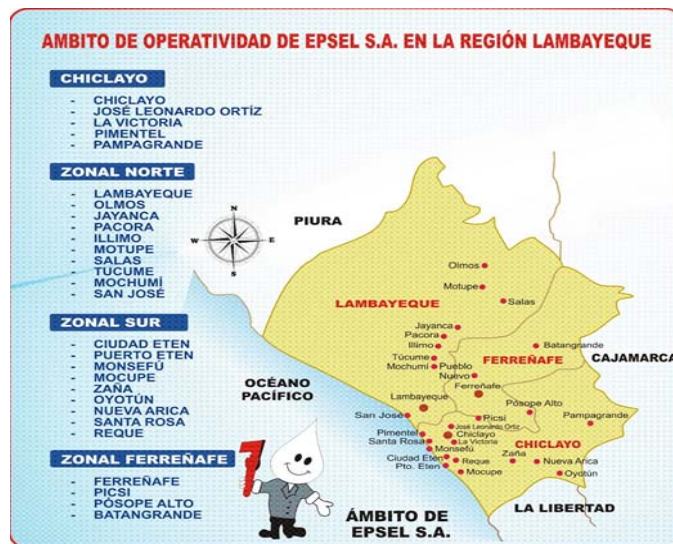 AMBITO DE OPERATIVIDAD DE EPSEL S.A. EN LA REGIÓN LAMBAYEQUE
CHICLAYO
- CHICLAYO
- JOSÉ LEONARDO ORTÍZ
- LA VICTORIA
- PIMENTEL
- PAMPAGRANDE
ZONAL NORTE
- LAMBAYEQUE
- OLMOS
- JAYANCA
- PACORA
- ILLIMO
- MOTUPE
- SALAS
- TÚCUME
- MOCHUMÍ
- SAN JOSÉ
ZONAL SUR
- CIUDAD ETEN
- PUERTO ETEN
- MONSEFÚ
- MOCUPE
- ZAÑA
- OYOTÚN
- NUEVA ARICA
- SANTA ROSA
- REQUE
ZONAL FERREÑAFE
- FERREÑAFE
- PICSI
- PÓSOPE ALTO
- BATANGRANDE
N
W E
S
PIURA
Olmos
Motupe
Salas
LAMBAYEQUE
Jayanca
Pacora
Illimo
Batangrande
Túcume
Mochumí
Pueblo
Nuevo
FERREÑAFE
CAJAMARCA
Ferreñafe
OCÉANO
PACÍFICO
Lambayeque
Pósope Alto
San José
Picsi
Pampagrande
José Leonardo Ortiz
Pimentel
Chiclayo
Santa Rosa
La Victoria
Monsefú
CHICLAYO
Ciudad Eten
Reque
Zaña
Nueva Arica
Pto. Eten
Mocupe
Oyotún
LA LIBERTAD
ÁMBITO DE
EPSEL S.A.